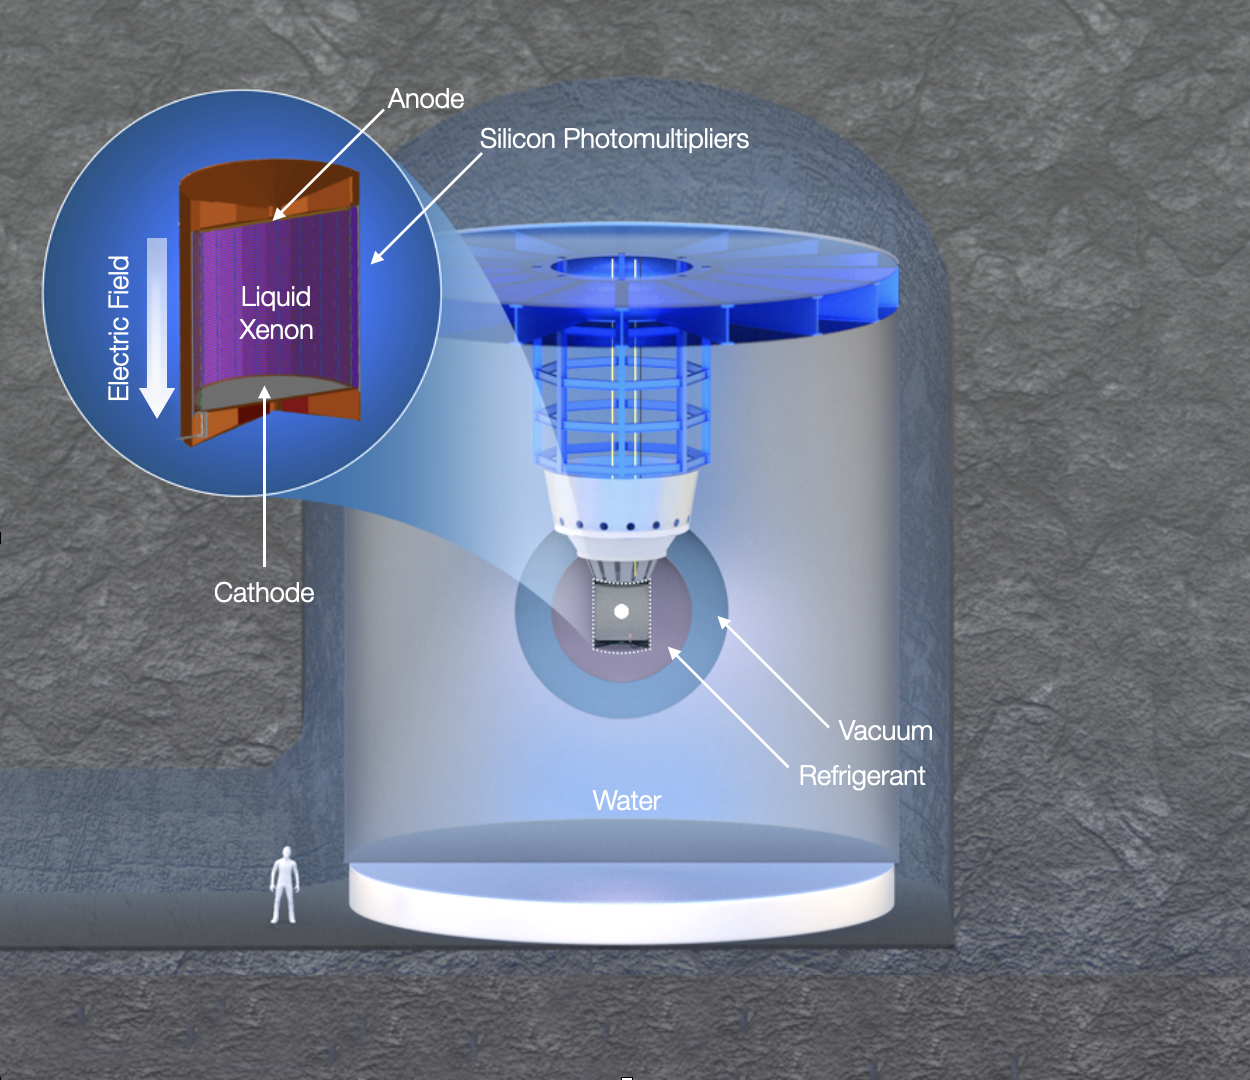 Anode
Silicon Photomultipliers
Electric Field
Liquid
Xenon
Cathode
Vacuum
Refrigerant
Water